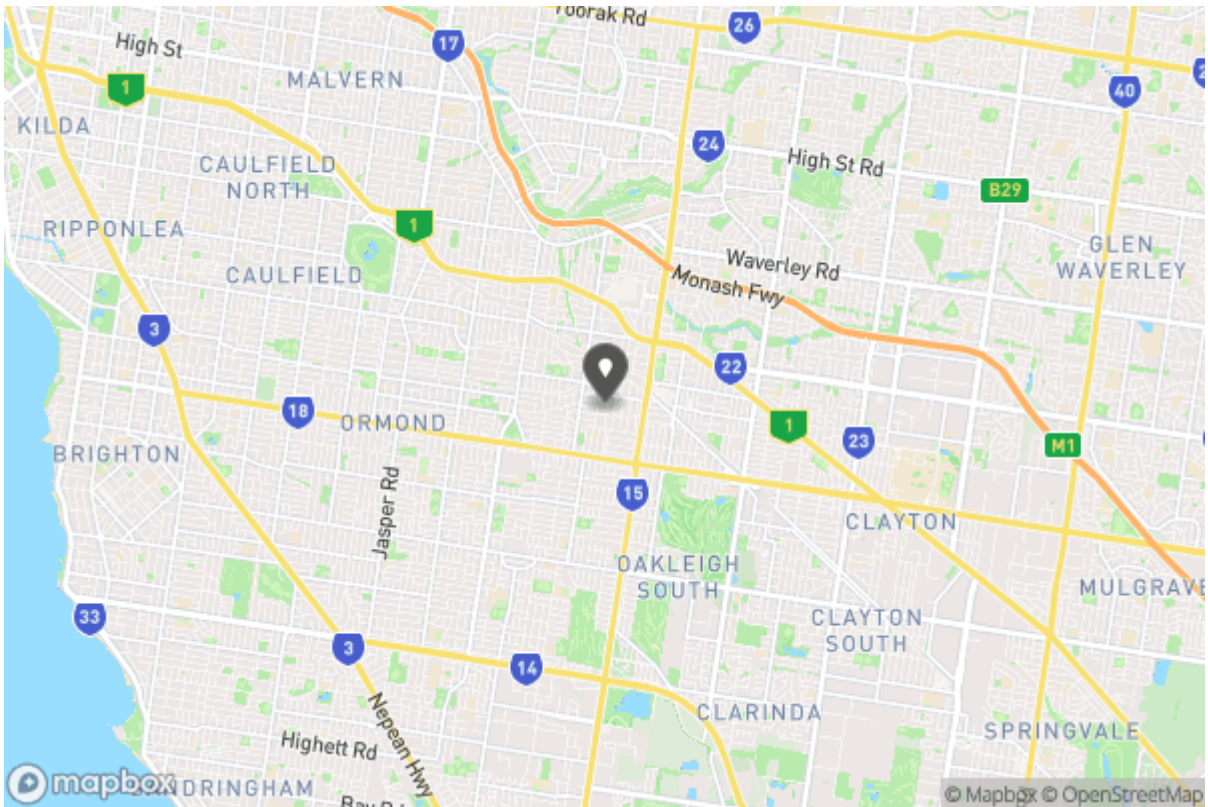 Toorak Rd
26
17
High St
MALVERN
1
40
KILDA
24
High St Rd
CAULFIELD
NORTH
B29
1
RIPPONLEA
GLEN
WAVERLEY
Waverley Rd
CAULFIELD
Monash Fwy
3
22
18
ORMOND
1
23
M1
BRIGHTON
15
Jasper Rd
CLAYTON
OAKLEIGH
SOUTH
MULGRAVE
33
CLAYTON
SOUTH
3
14
Nepean Hwy
CLARINDA
SPRINGVALE
Highett Rd
mapbox
© Mapbox © OpenStreetMap